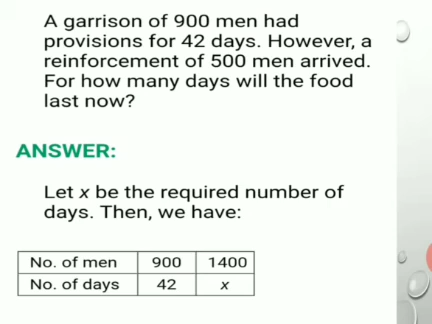 A garrison of 900 men had
provisions for 42 days. However, a
reinforcement of 500 men arrived.
For how many days will the food
last now?
ANSWER:
Let x be the required number of
days. Then, we have:
No. of men 900 1400
No. of days 42 x